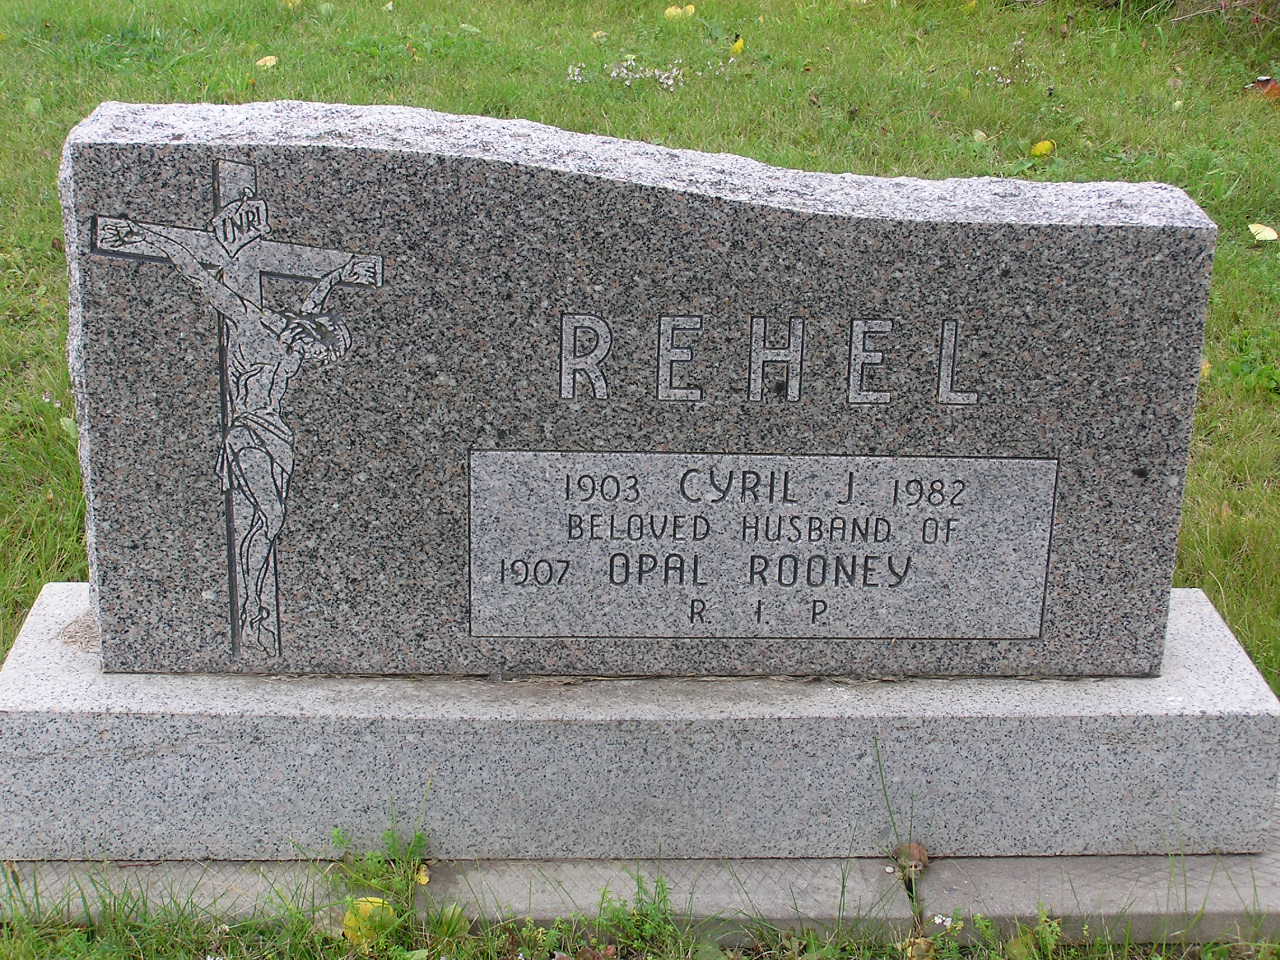 INRI
REHEL
1903 CYRIL J. 1982
BELOVED HUSBAND OF
1907 OPAL ROONEY
R I P